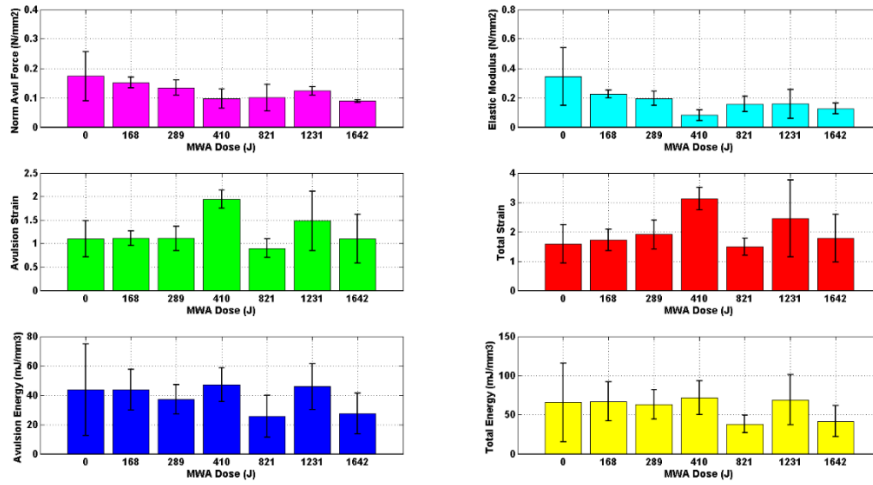 Norm Avul Force (N/mm2)
0.4
0.3
0.2
0.1
0
0 168 289 410 821 1231 1642
MWA Dose (J)
Elastic Modulus (N/mm2)
0.8
0.6
0.4
0.2
0
0 168 289 410 821 1231 1642
MWA Dose (J)
Avulsion Strain
2.5
2
1.5
1
0.5
0
0 168 289 410 821 1231 1642
MWA Dose (J)
Total Strain
4
3
2
1
0
0 168 289 410 821 1231 1642
MWA Dose (J)
Avulsion Energy (mJ/mm3)
80
60
40
20
0
0 168 289 410 821 1231 1642
MWA Dose (J)
Total Energy (mJ/mm3)
150
100
50
0
0 168 289 410 821 1231 1642
MWA Dose (J)